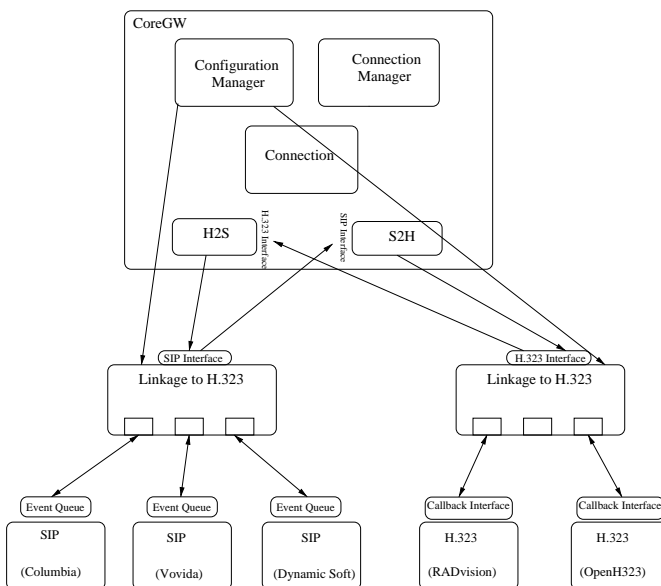 CoreGW
Configuration
Manager
Connection
Manager
Connection
H2S
H.323 Interface
SIP Interface
S2H
SIP Interface
Linkage to H.323
H.323 Interface
Linkage to H.323
Event Queue
Event Queue
Event Queue
Callback Interface
Callback Interface
SIP
(Columbia)
SIP
(Vovida)
SIP
(Dynamic Soft)
H.323
(RADvision)
H.323
(OpenH323)